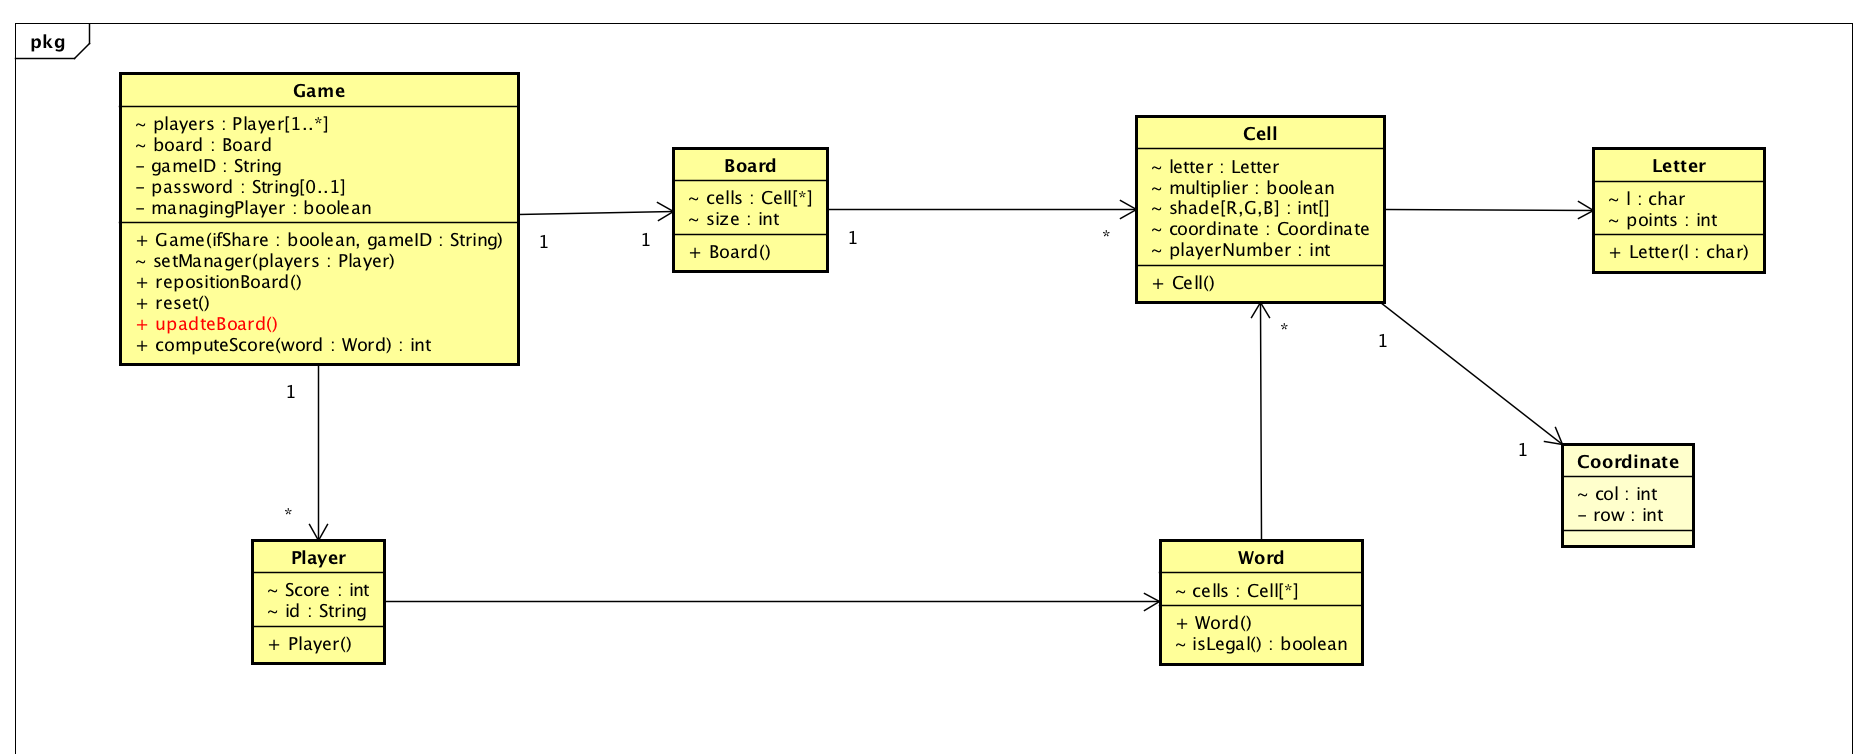 pkg
Game
~ players : Player[1..*]
~ board : Board
- gameID : String
- password : String[0..1]
- managingPlayer : boolean
+ Game(ifShare : boolean, gameID : String)
~ setManager(players : Player)
+ repositionBoard()
+ reset()
+ upadteBoard()
+ computeScore(word : Word) : int
1
1
Board
~ cells : Cell[*]
~ size : int
+ Board()
1
*
Cell
~ letter : Letter
~ multiplier : boolean
~ shade[R,G,B] : int[]
~ coordinate : Coordinate
~ playerNumber : int
+ Cell()
Letter
~ l : char
~ points : int
+ Letter(l : char)
*
1
1
Coordinate
~ col : int
- row : int
1
*
Player
~ Score : int
~ id : String
+ Player()
Word
~ cells : Cell[*]
+ Word()
~ isLegal() : boolean